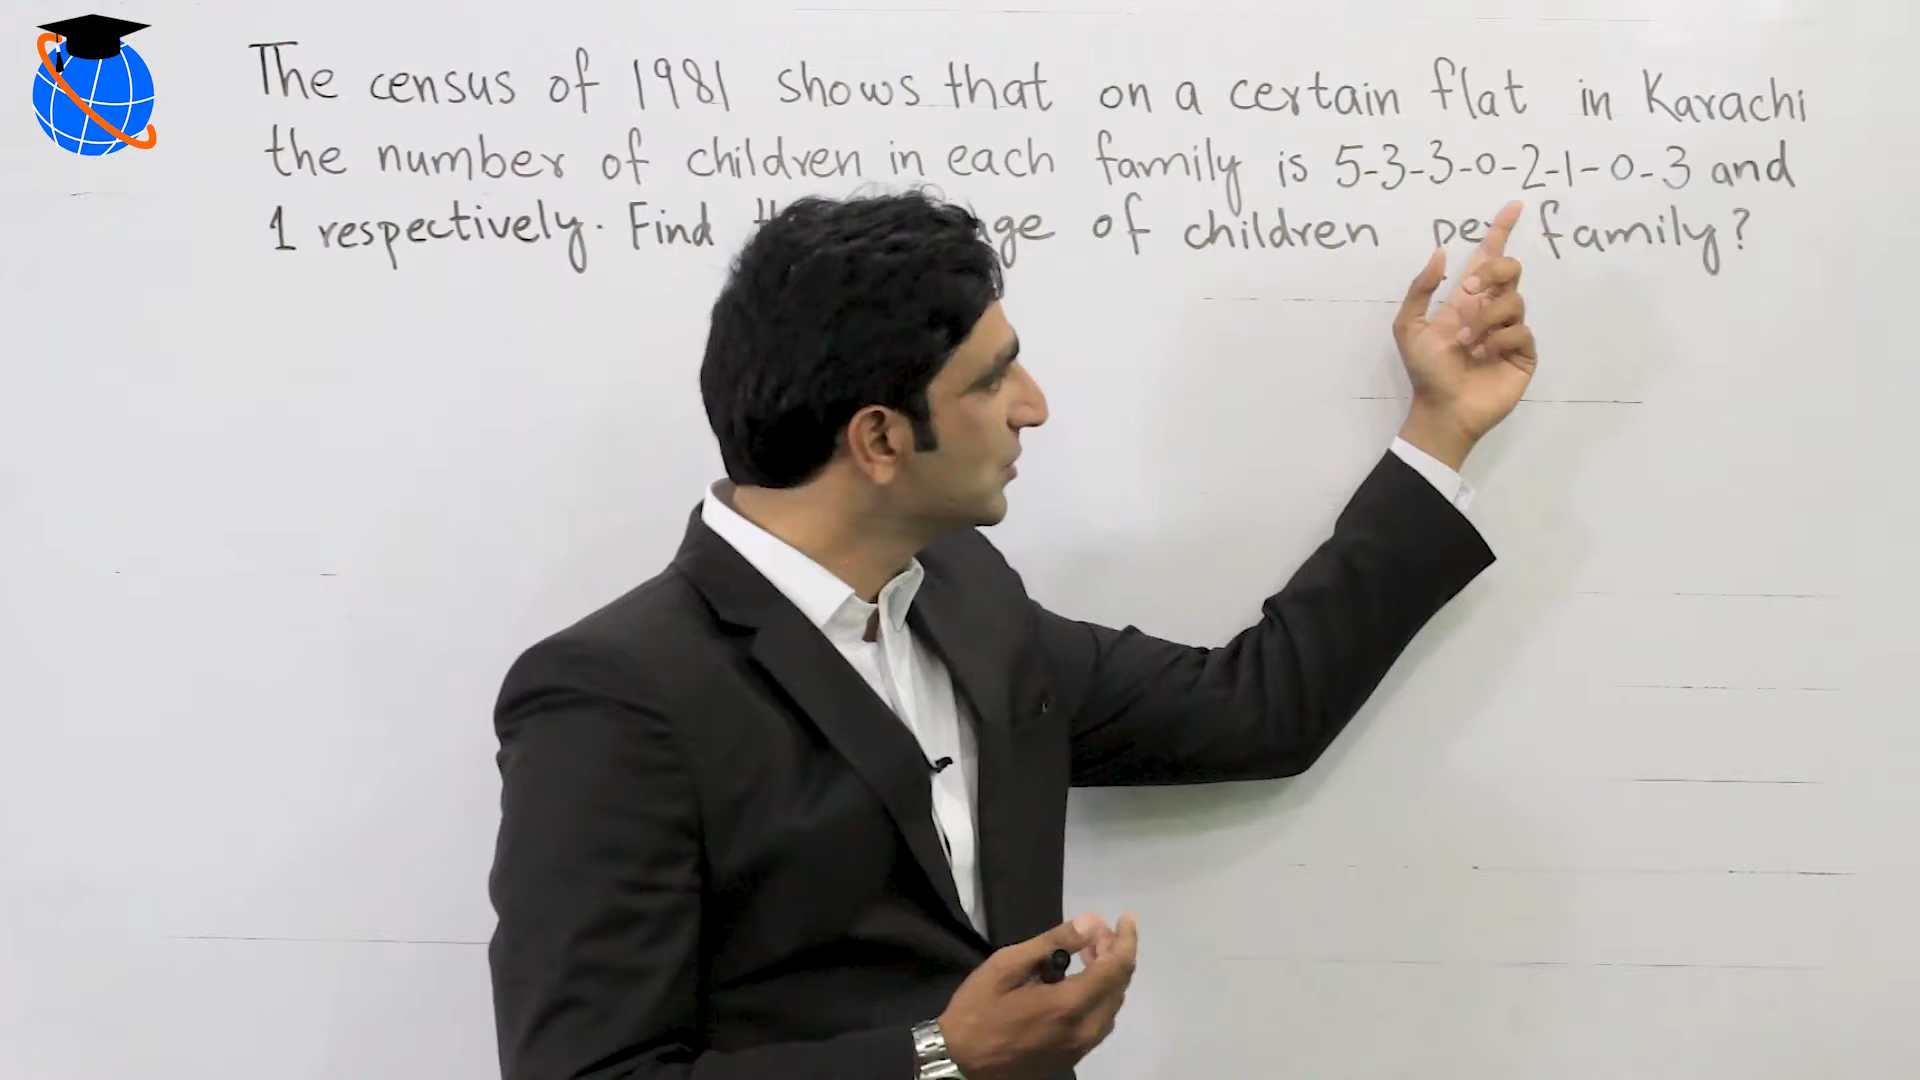 The census of 1981 shows that on a certain flat in Karachi
the number of children in each family is 5-3-3-0-2-1-0-3 and
1 respectively. Find of children per family?